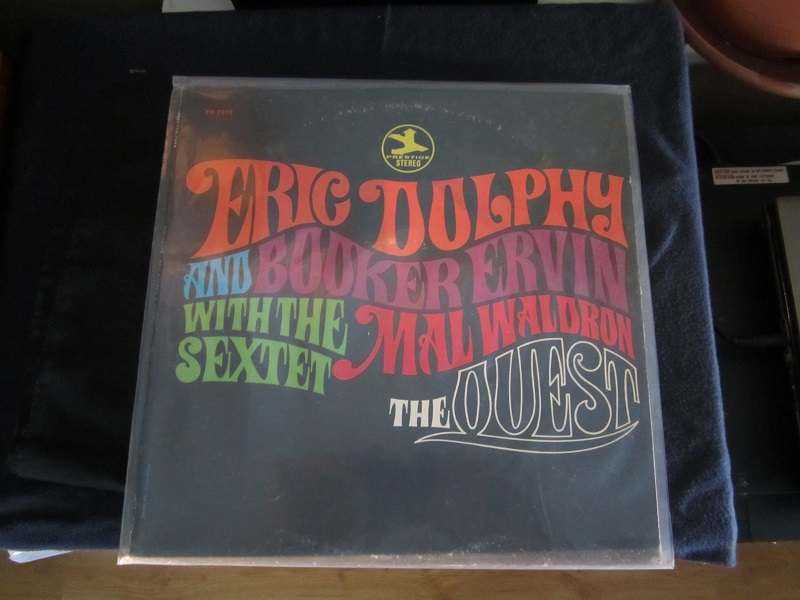 PRESTIGE
STEREO
ERIC DOLPHY
AND BOOKER ERVIN
WITH THE MAL WALDRON
SEXTET
THE QUEST